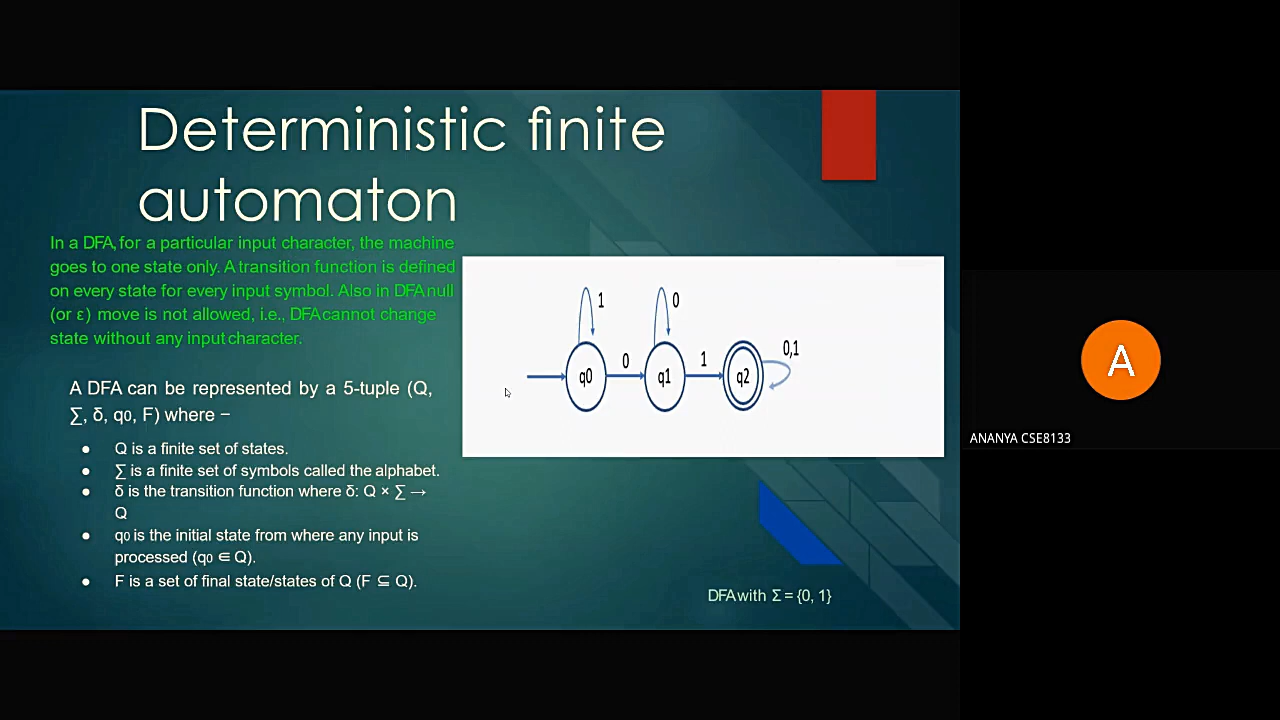 Deterministic finite
automaton
In a DFA, for a particular input character, the machine
goes to one state only. A transition function is defined
on every state for every input symbol. Also in DFA null
(or ε) move is not allowed, i.e., DFA cannot change
state without any input character.
A DFA can be represented by a 5-tuple (Q,
∑, δ, q0, F) where −
● Q is a finite set of states.
● ∑ is a finite set of symbols called the alphabet.
● δ is the transition function where δ: Q × ∑ →
Q
● q0 is the initial state from where any input is
processed (q0 ∈ Q).
● F is a set of final state/states of Q (F ⊆ Q).
1
0
0,1
0
1
q0
q1
q2
DFA with Σ = {0, 1}
A
ANANYA CSE8133